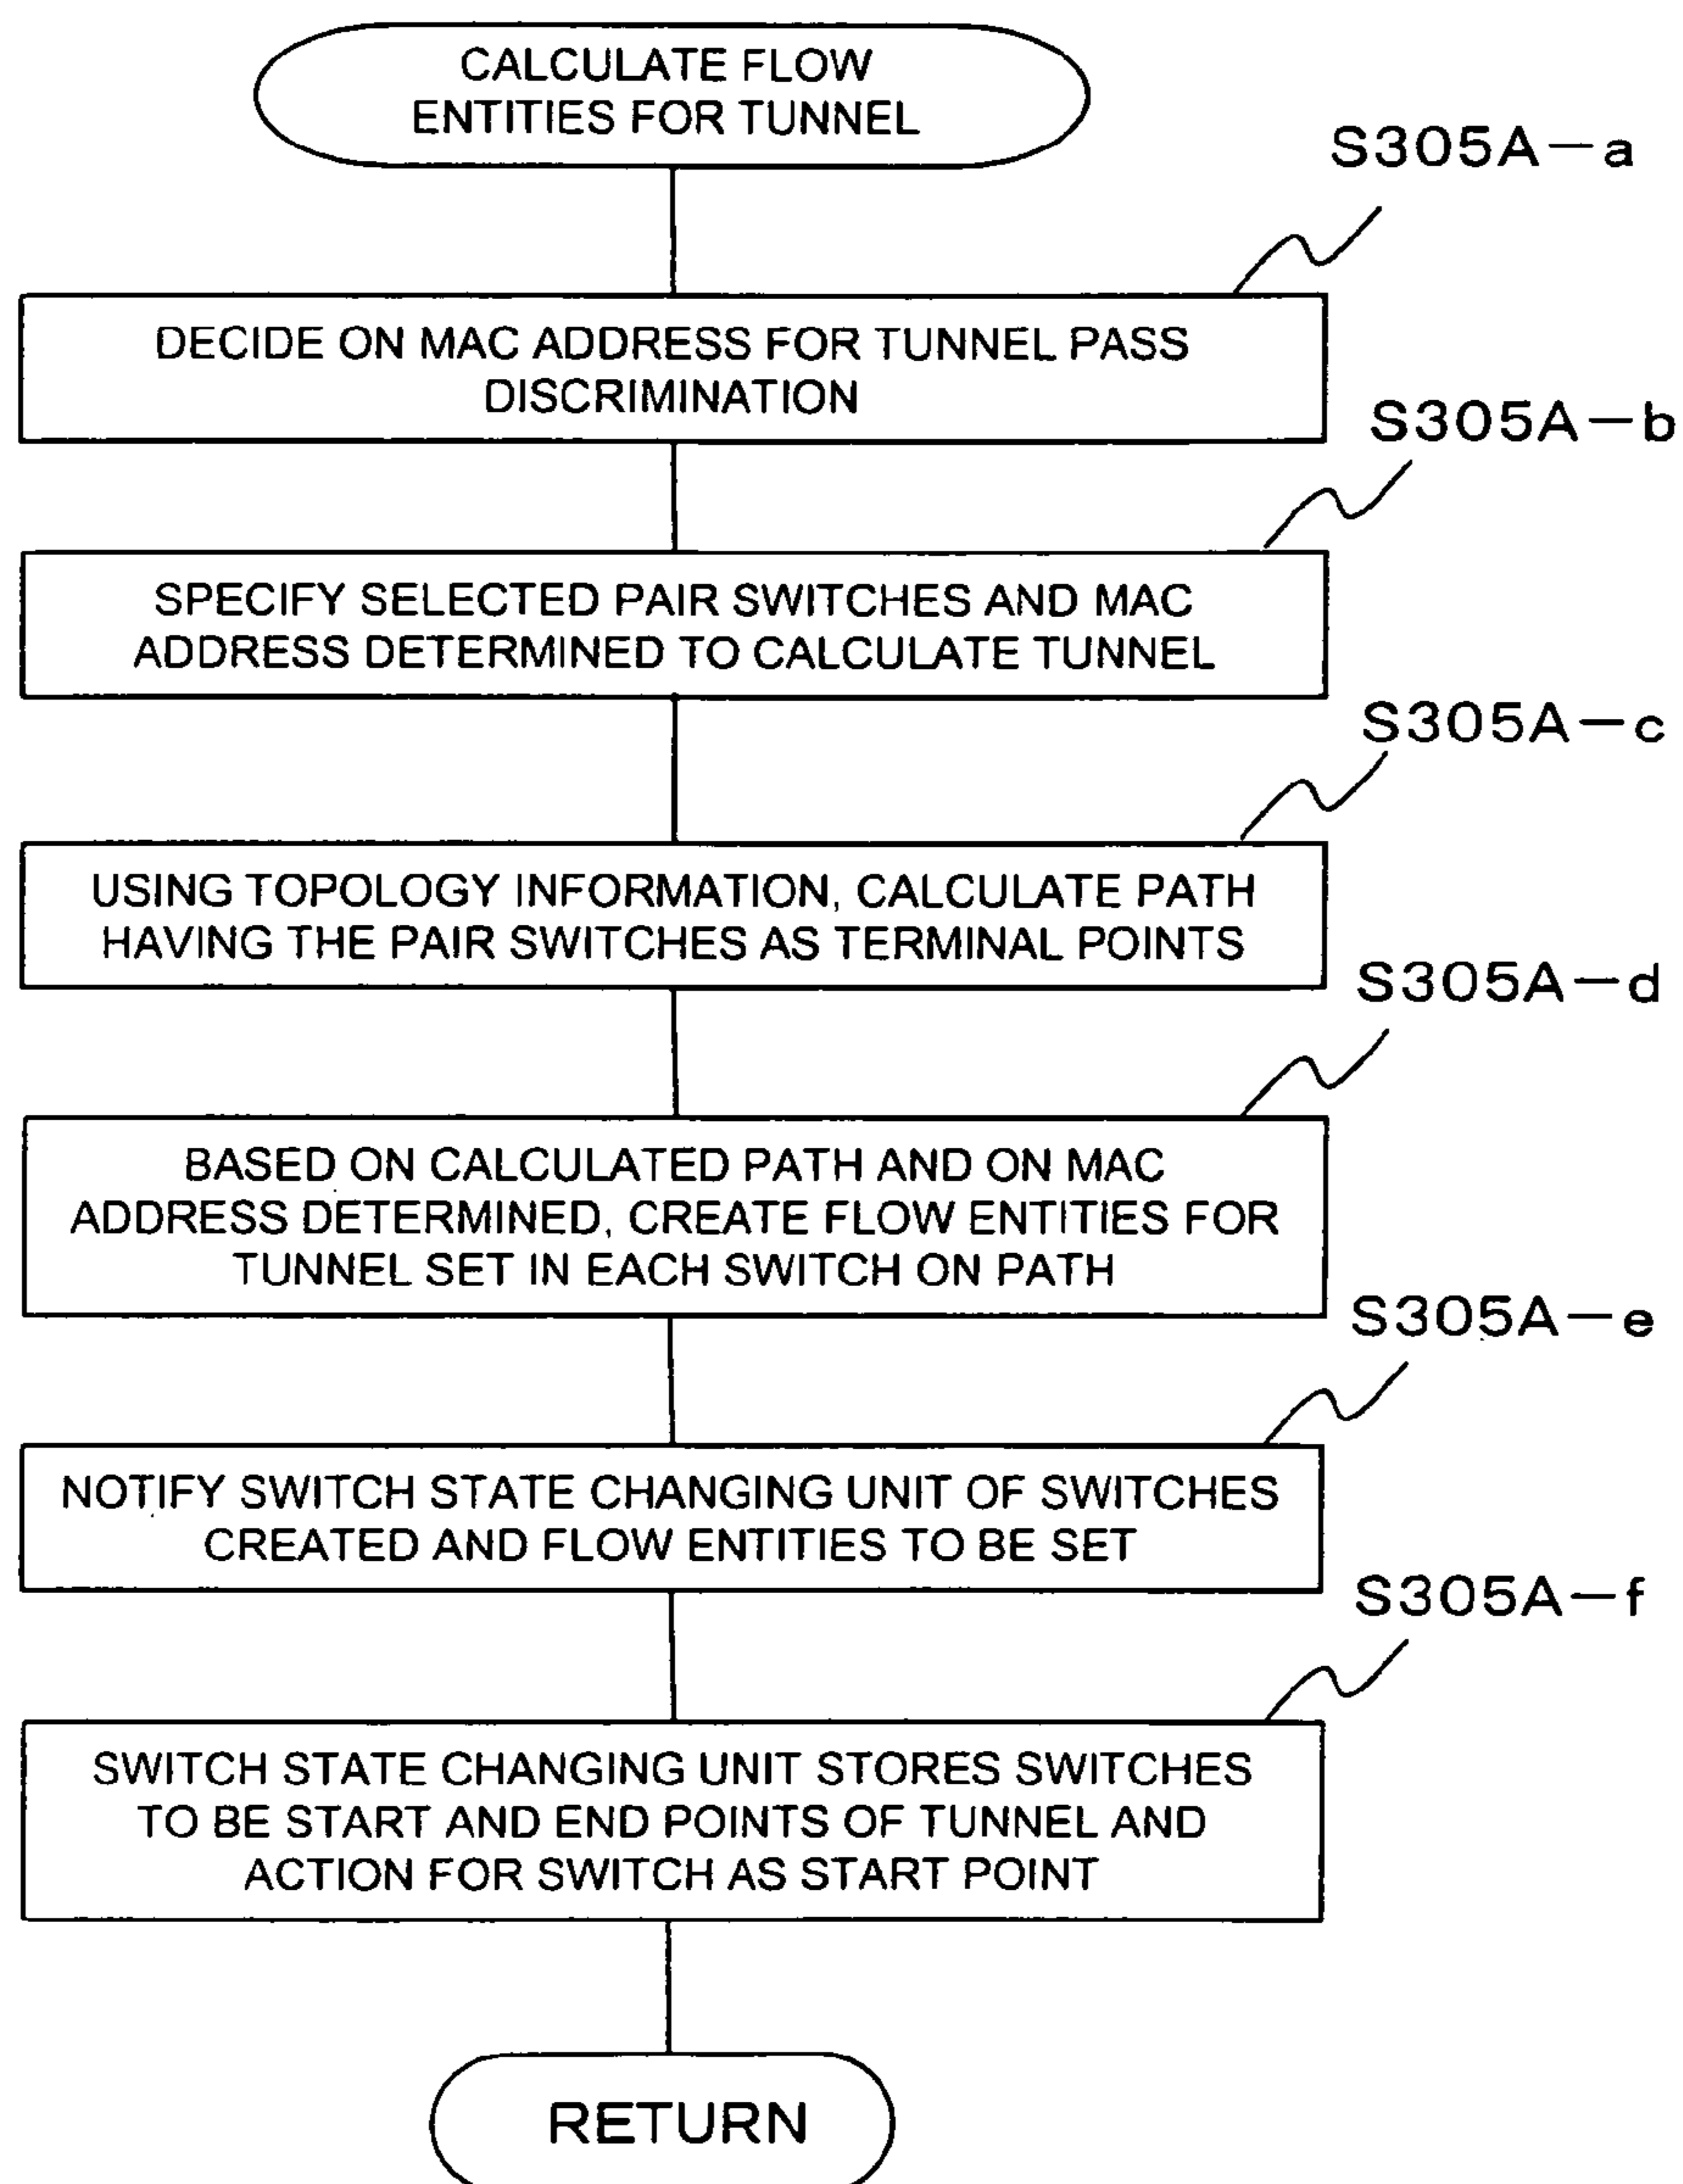 CALCULATE FLOW
ENTITIES FOR TUNNEL
S305A-a
DECIDE ON MAC ADDRESS FOR TUNNEL PASS
DISCRIMINATION
S305A-b
SPECIFY SELECTED PAIR SWITCHES AND MAC
ADDRESS DETERMINED TO CALCULATE TUNNEL
S305A-c
USING TOPOLOGY INFORMATION, CALCULATE PATH
HAVING THE PAIR SWITCHES AS TERMINAL POINTS
S305A-d
BASED ON CALCULATED PATH AND ON MAC
ADDRESS DETERMINED, CREATE FLOW ENTITIES FOR
TUNNEL SET IN EACH SWITCH ON PATH
S305A-e
NOTIFY SWITCH STATE CHANGING UNIT OF SWITCHES
CREATED AND FLOW ENTITIES TO BE SET
S305A-f
SWITCH STATE CHANGING UNIT STORES SWITCHES
TO BE START AND END POINTS OF TUNNEL AND
ACTION FOR SWITCH AS START POINT
RETURN